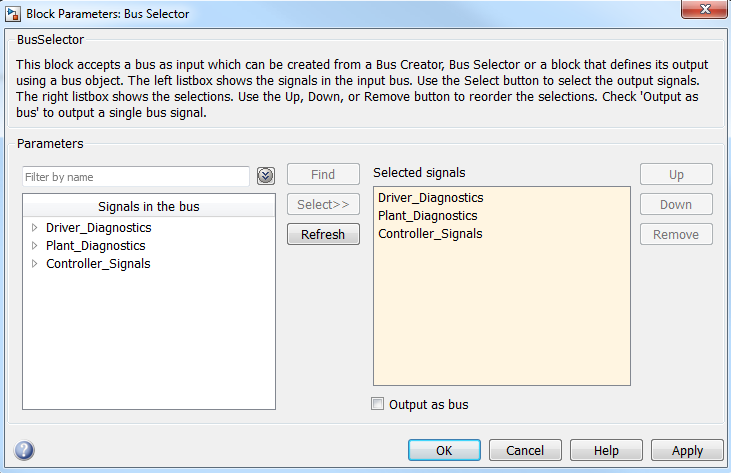 Block Parameters: Bus Selector
BusSelector
This block accepts a bus as input which can be created from a Bus Creator, Bus Selector or a block that defines its output
using a bus object. The left listbox shows the signals in the input bus. Use the Select button to select the output signals.
The right listbox shows the selections. Use the Up, Down, or Remove button to reorder the selections. Check 'Output as
bus' to output a single bus signal.
Parameters
Filter by name
Find
Selected signals
Up
Signals in the bus
Select>>
Driver_Diagnostics
Down
Driver_Diagnostics
Plant_Diagnostics
Plant_Diagnostics
Refresh
Controller_Signals
Remove
Controller_Signals
Output as bus
OK
Cancel
Help
Apply